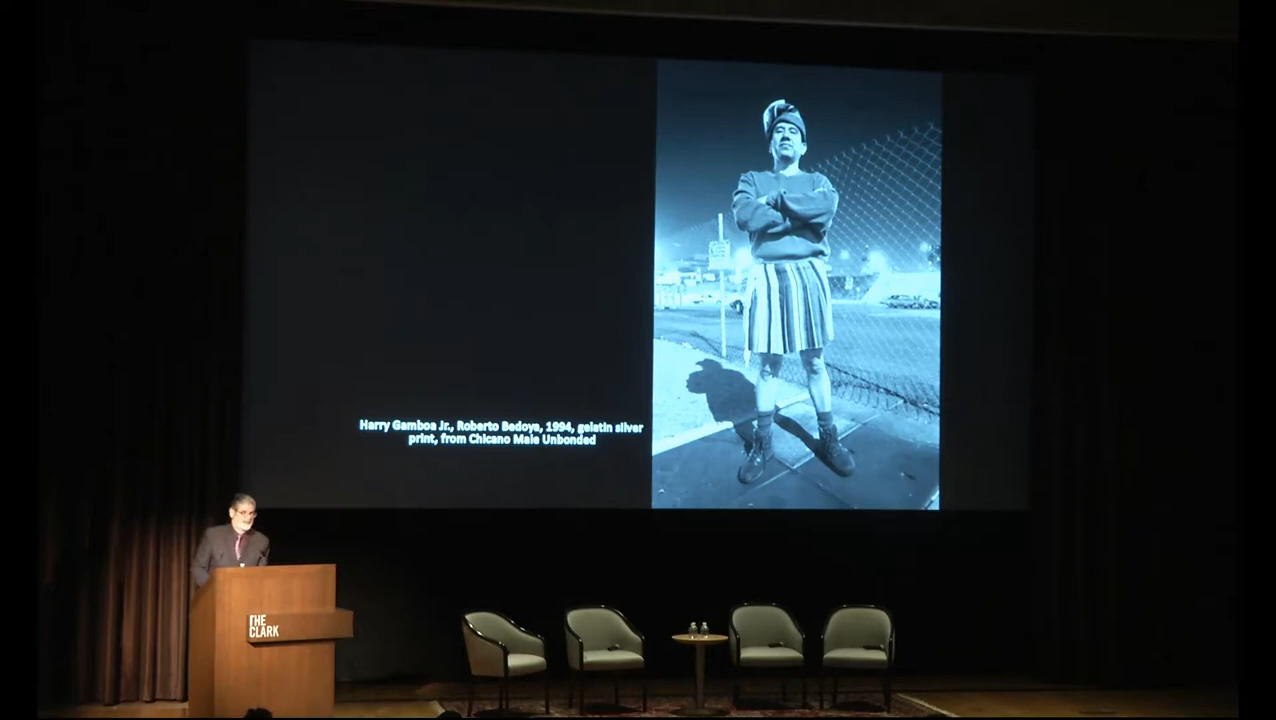 Harry Gamboa Jr., Roberto Bedoya, 1994, gelatin silver
print, from Chicano Male Unbonded
THE
CLARK